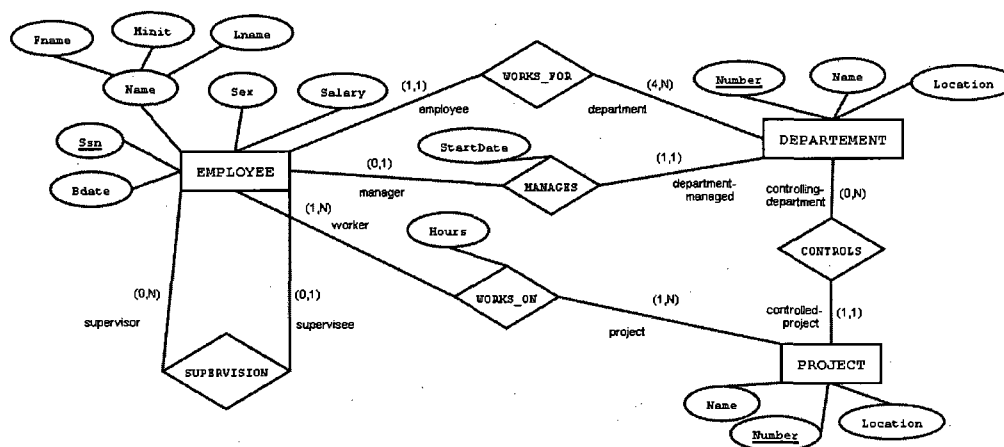 Fname
Minit
Lname
Name
Sex
Salary
Ssn
Bdate
EMPLOYEE
(1,1)
employee
WORKS_FOR
(4,N)
department
Number
Name
Location
DEPARTEMENT
(0,1)
manager
StartDate
MANAGES
(1,1)
department-
managed
controlling-
department
(0,N)
CONTROLS
(1,N)
worker
Hours
WORKS_ON
(1,N)
project
controlled-
project
(1,1)
(0,N)
supervisor
(0,1)
supervisee
SUPERVISION
PROJECT
Name
Number
Location